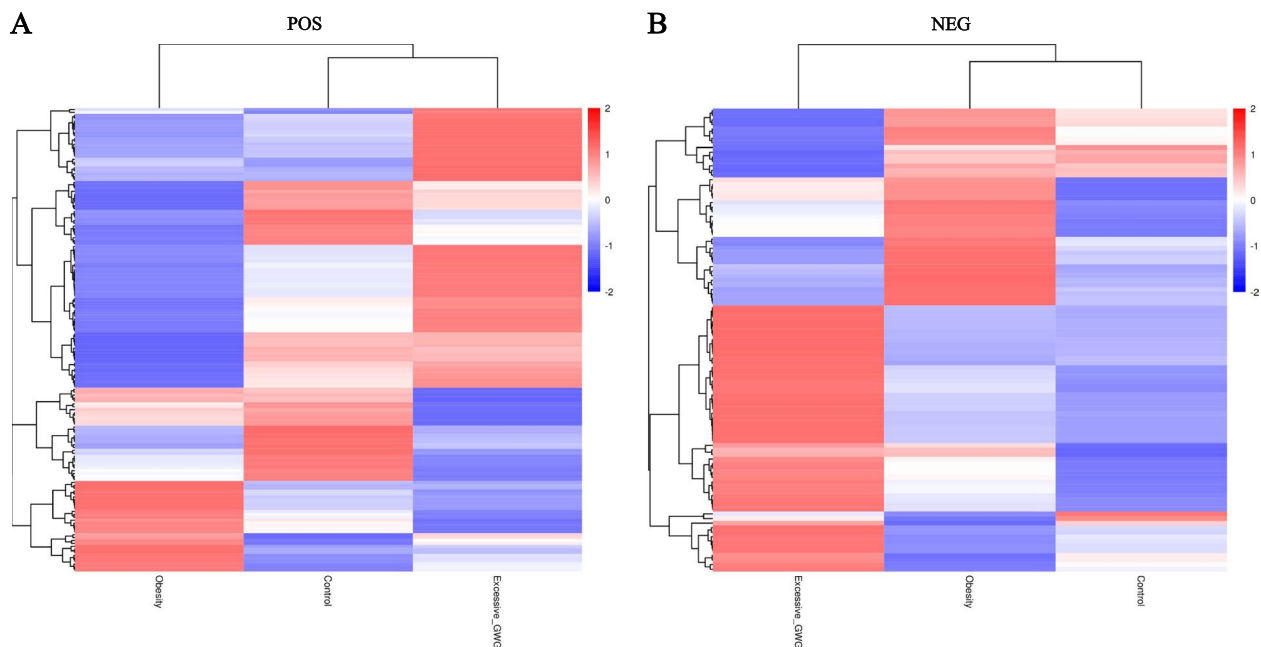 A
POS
2
1
0
-1
-2
Obesity
Control
Excessive_GWG
B
NEG
2
1
0
-1
-2
Excessive_GWG
Obesity
Control